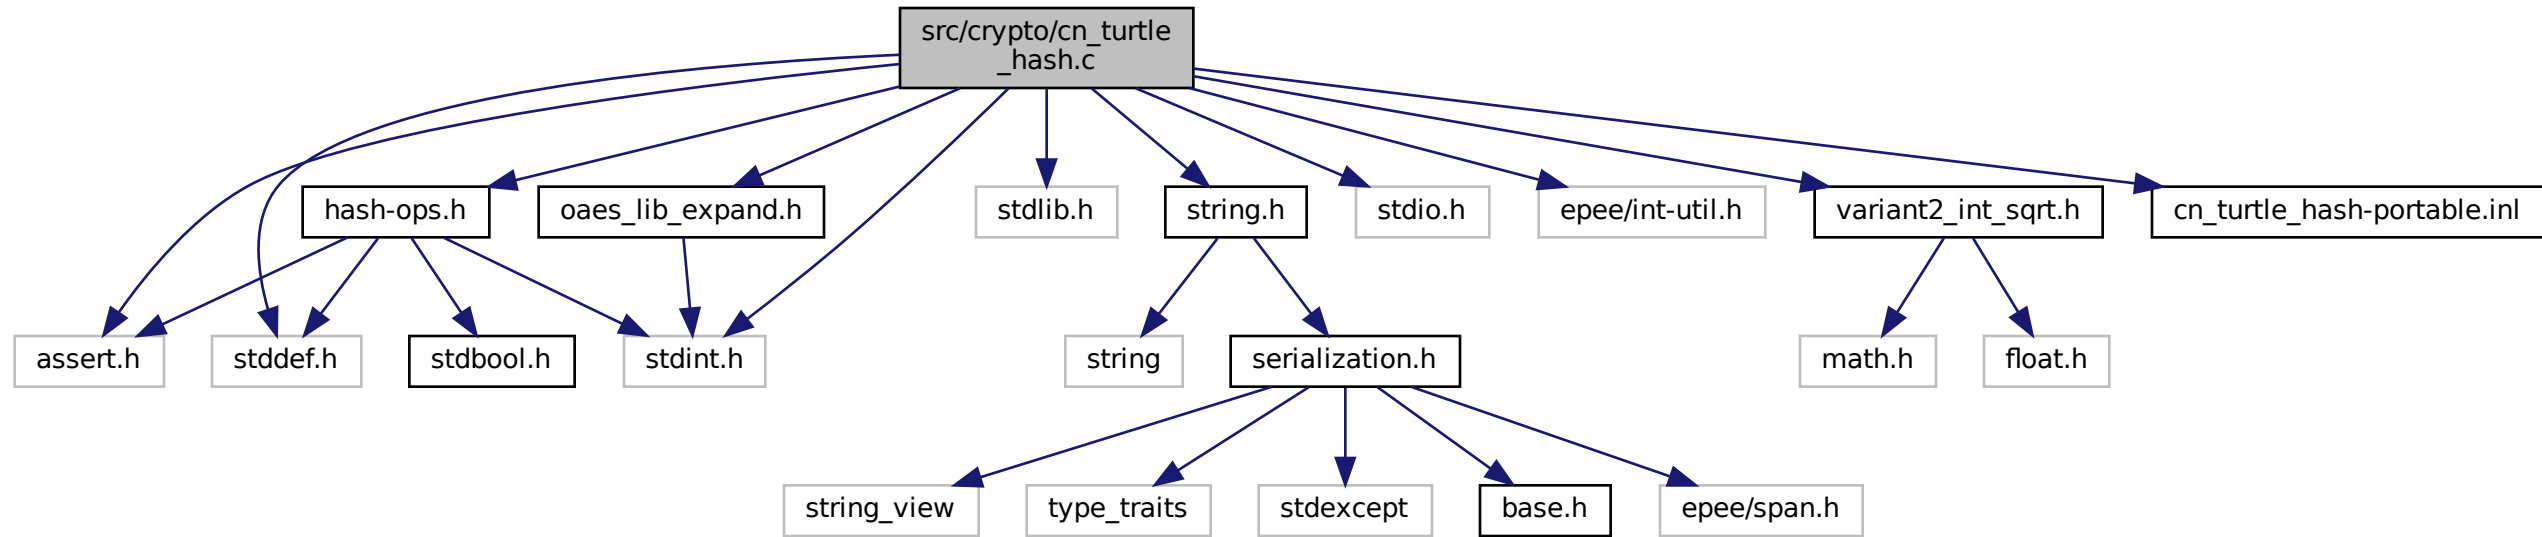 src/crypto/cn_turtle
_hash.c
hash-ops.h
oaes_lib_expand.h
stdlib.h
string.h
stdio.h
epee/int-util.h
variant2_int_sqrt.h
cn_turtle_hash-portable.inl
assert.h
stddef.h
stdbool.h
stdint.h
string
serialization.h
math.h
float.h
string_view
type_traits
stdexcept
base.h
epee/span.h